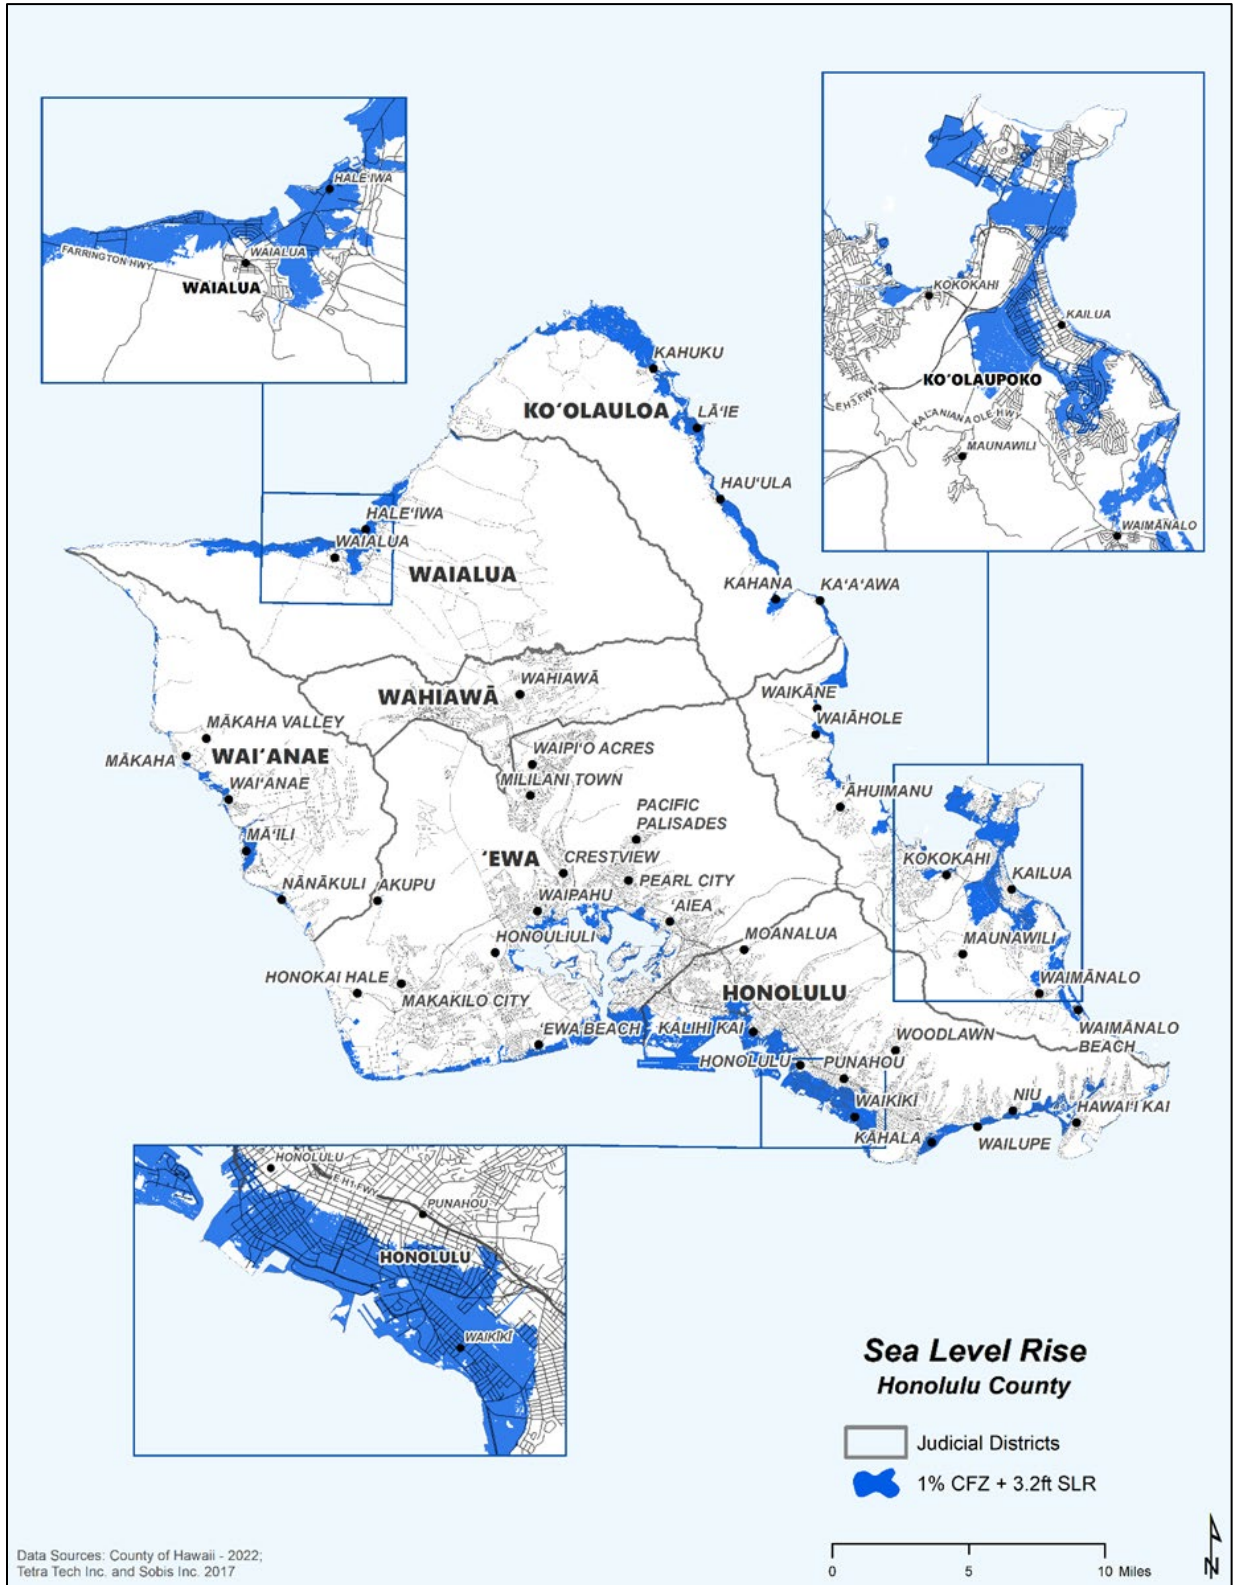 HALE‘IWA
WAIALUA
FARRINGTON HWY
WAIALUA
KOKOKAHI
KAILUA
KO‘OLAUPOKO
E H3 FWY
KALANIANAOLE HWY
MAUNAWILI
WAIMĀNALO
KAHUKU
KO‘OLAULOA
LĀ‘IE
HAU‘ULA
HALE‘IWA
WAIALUA
WAIALUA
KAHANA
KA‘A‘AWA
WAHIAWĀ
WAHIAWĀ
WAIKĀNE
WAIĀHOLE
MĀKAHA VALLEY
MĀKAHA
WAI‘ANAE
WAI‘ANAE
WAIPI‘O ACRES
MILILANI TOWN
‘ĀHUIMANU
PACIFIC
PALISADES
MĀ‘ILI
‘EWA
CRESTVIEW
KOKOKAHI
KAILUA
NĀNĀKULI
AKUPU
WAIPAHU
PEARL CITY
‘AIEA
HONOULIULI
MOANALUA
MAUNAWILI
HONOKAI HALE
MAKAKILO CITY
HONOLULU
WAIMĀNALO
‘EWA BEACH
KALIHI KAI
WOODLAWN
WAIMĀNALO
BEACH
HONOLULU
PUNAHOU
WAIKĪKĪ
NIU
HAWAI‘I KAI
KĀHALA
WAILUPE
HONOLULU
E H1 FWY
PUNAHOU
HONOLULU
WAIKĪKĪ
Sea Level Rise
Honolulu County
Judicial Districts
1% CFZ + 3.2ft SLR
Data Sources: County of Hawaii - 2022;
Tetra Tech Inc. and Sobis Inc. 2017
0 5 10 Miles
N